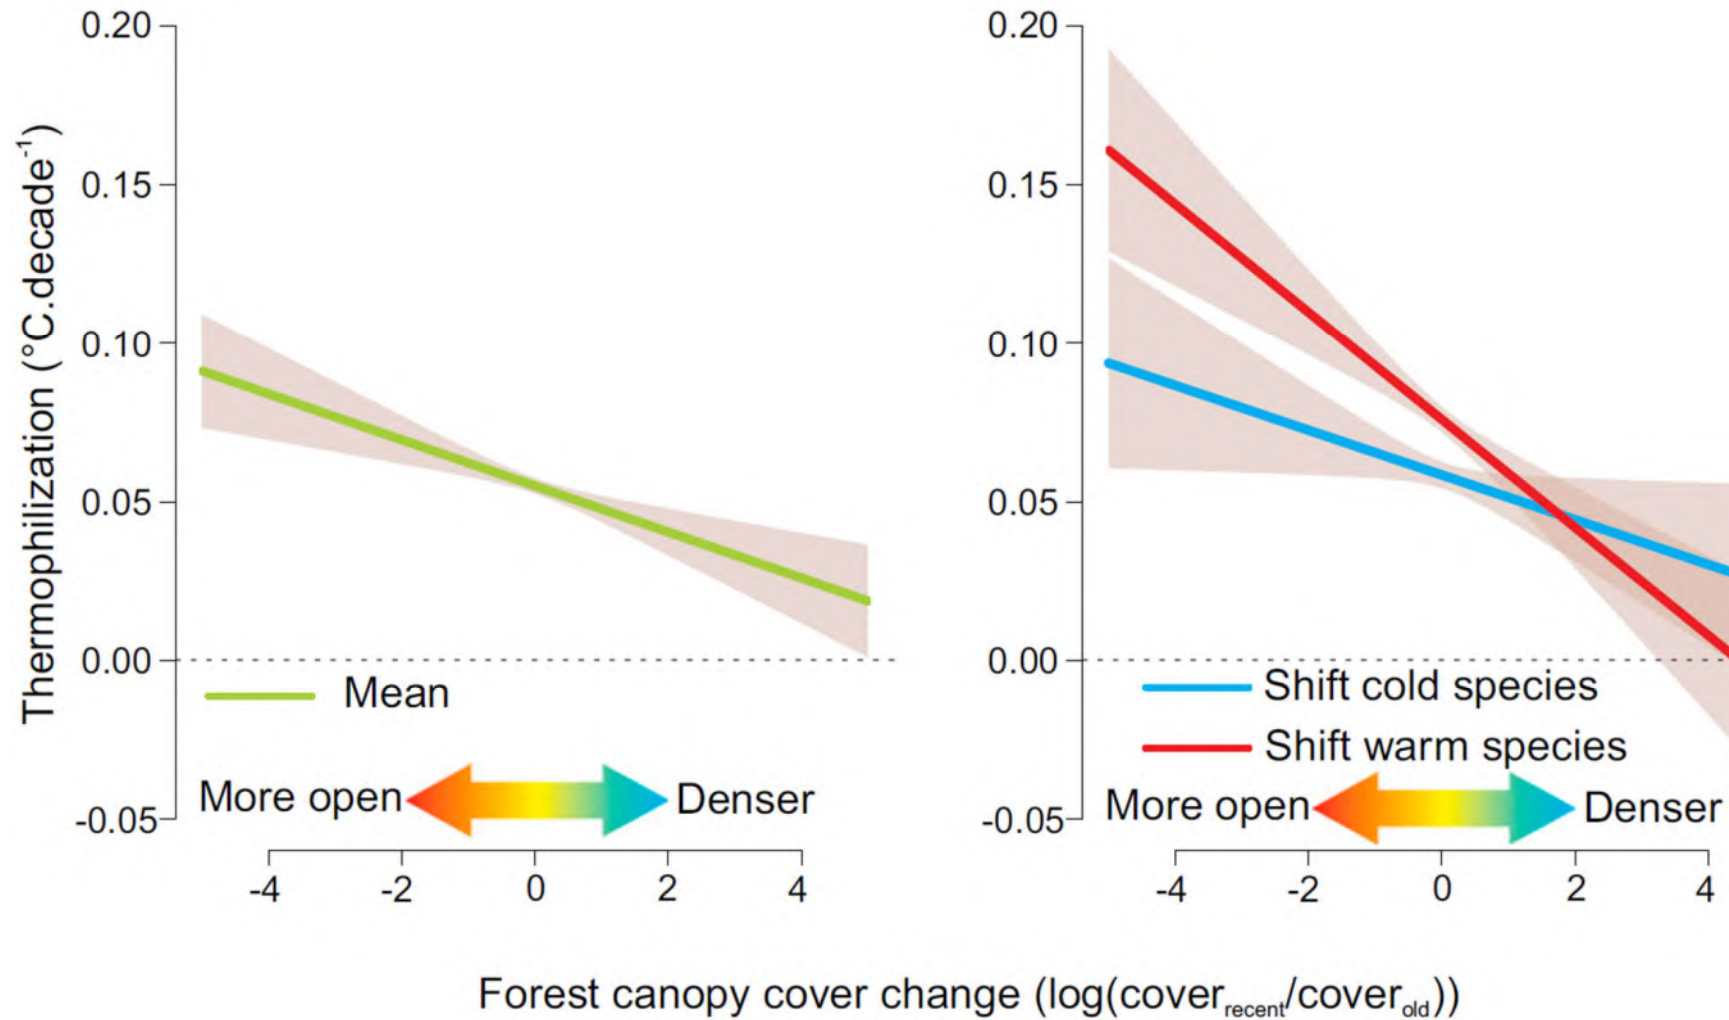 Thermophilization (°C.decade⁻¹)
0.20
0.15
0.10
0.05
0.00
-0.05
Mean
More open
Denser
-4 -2 0 2 4
0.20
0.15
0.10
0.05
0.00
-0.05
Shift cold species
Shift warm species
More open
Denser
-4 -2 0 2 4
Forest canopy cover change (log(cover_recent/cover_old))